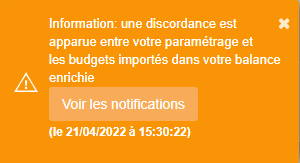 Information: une discordance est
apparue entre votre paramétrage et
les budgets importés dans votre balance
enrichie
Voir les notifications
(le 21/04/2022 à 15:30:22)